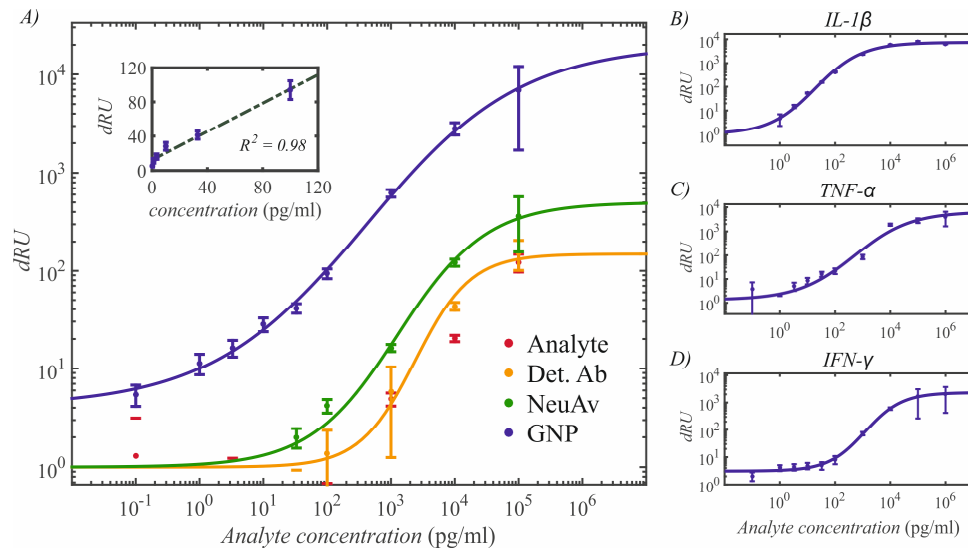 A)
dRU
10^4
10^3
10^2
10^1
10^0
10^-1 10^0 10^1 10^2 10^3 10^4 10^5 10^6
Analyte concentration (pg/ml)
dRU
120
80
40
0
0 40 80 120
concentration (pg/ml)
R² = 0.98
Analyte
Det. Ab
NeuAv
GNP
B)
IL-1β
dRU
10^4
10^3
10^2
10^1
10^0
10^0 10^2 10^4 10^6
C)
TNF-α
dRU
10^4
10^3
10^2
10^1
10^0
10^0 10^2 10^4 10^6
D)
IFN-γ
dRU
10^4
10^3
10^2
10^1
10^0
10^0 10^2 10^4 10^6
Analyte concentration (pg/ml)